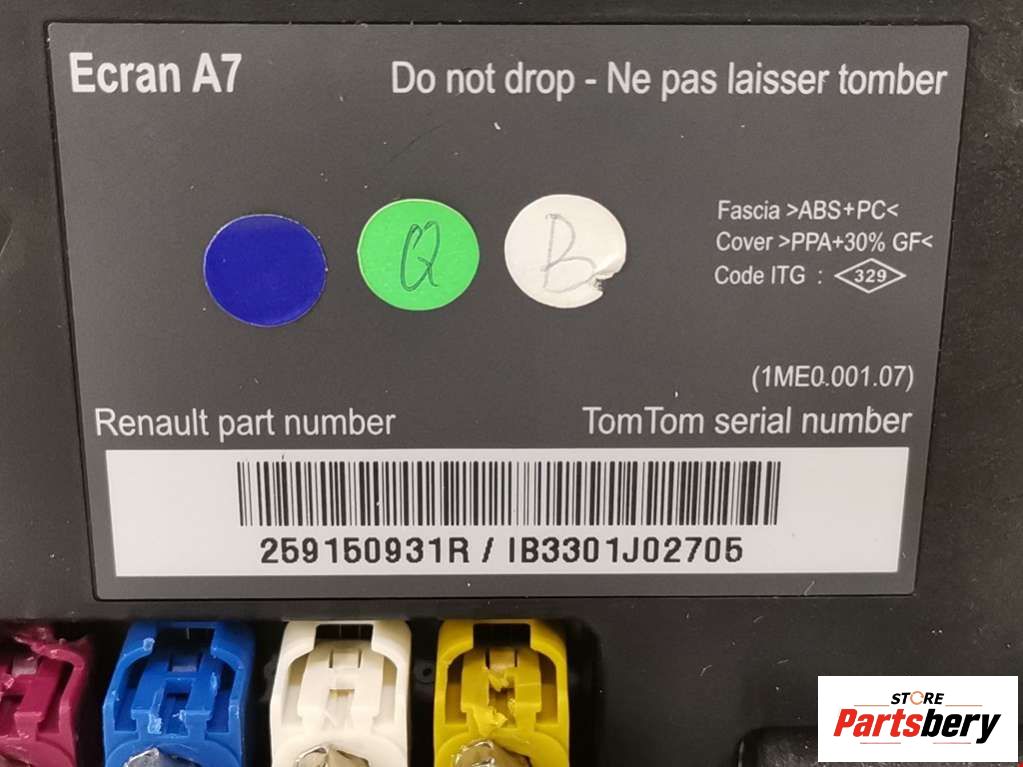 Ecran A7
Do not drop - Ne pas laisser tomber
Q
B
Fascia >ABS+PC<
Cover >PPA+30% GF<
Code ITG : 329
(1ME0.001.07)
Renault part number
TomTom serial number
259150931R / IB3301J02705
STORE
Partsbery